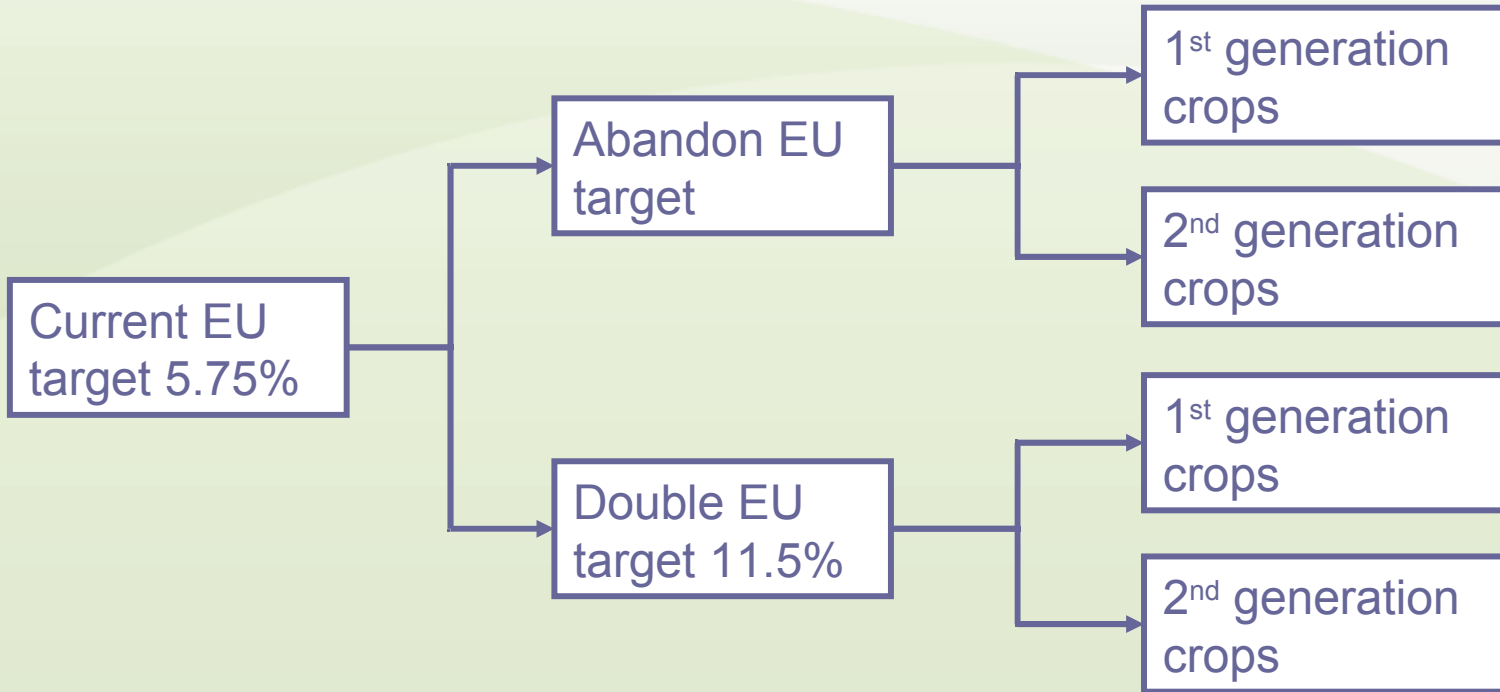 Current EU
target 5.75%
Abandon EU
target
Double EU
target 11.5%
1st generation
crops
2nd generation
crops
1st generation
crops
2nd generation
crops